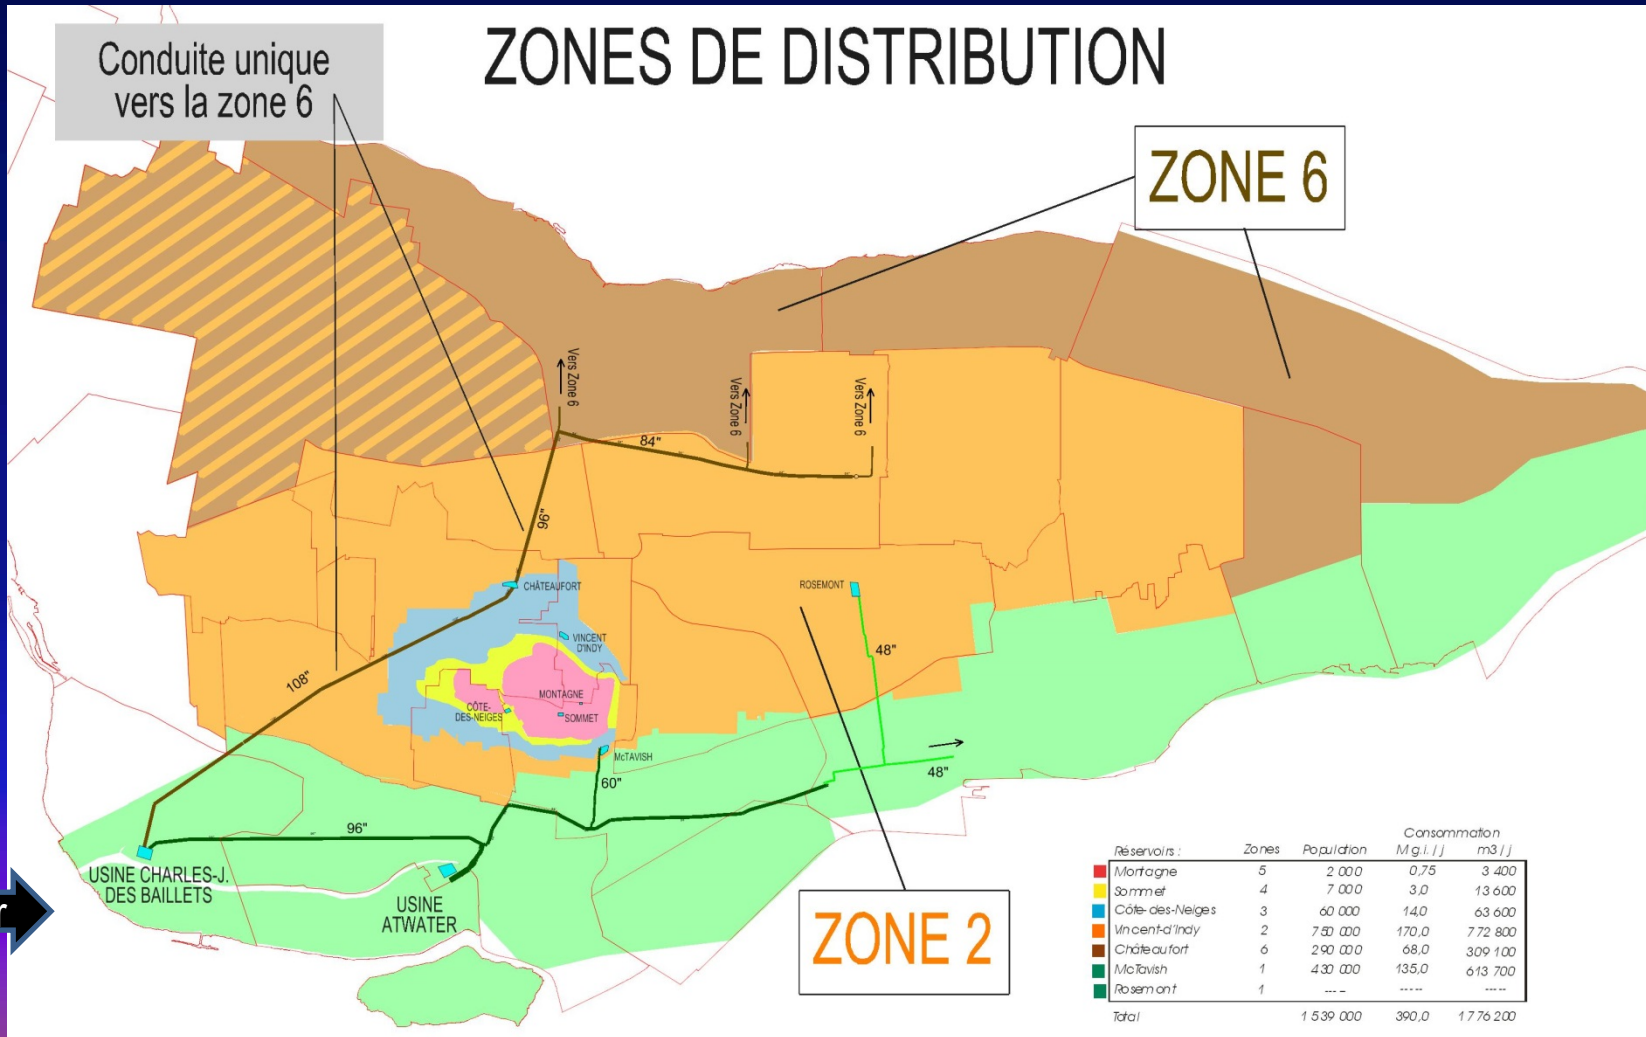 Conduite unique
vers la zone 6
ZONES DE DISTRIBUTION
ZONE 6
Vers Zone 6
Vers Zone 6
Vers Zone 6
84"
96"
CHÂTEAUFORT
ROSEMONT
VINCENT
D'INDY
48"
108"
MONTAGNE
CÔTE-
DES-NEIGES
SOMMET
McTAVISH
60"
48"
96"
USINE CHARLES-J.
DES BAILLETS
USINE
ATWATER
ZONE 2
Consommation
Réservoirs : Zones Population M.g.i. / j m3 / j
Montagne 5 2 000 0,75 3 400
Sommet 4 7 000 3,0 13 600
Côte-des-Neiges 3 60 000 14,0 63 600
Vincent-d'Indy 2 750 000 170,0 772 800
Châteaufort 6 290 000 68,0 309 100
McTavish 1 430 000 135,0 613 700
Rosemont 1 ---- ---- ----
Total 1 539 000 390,0 1 776 200